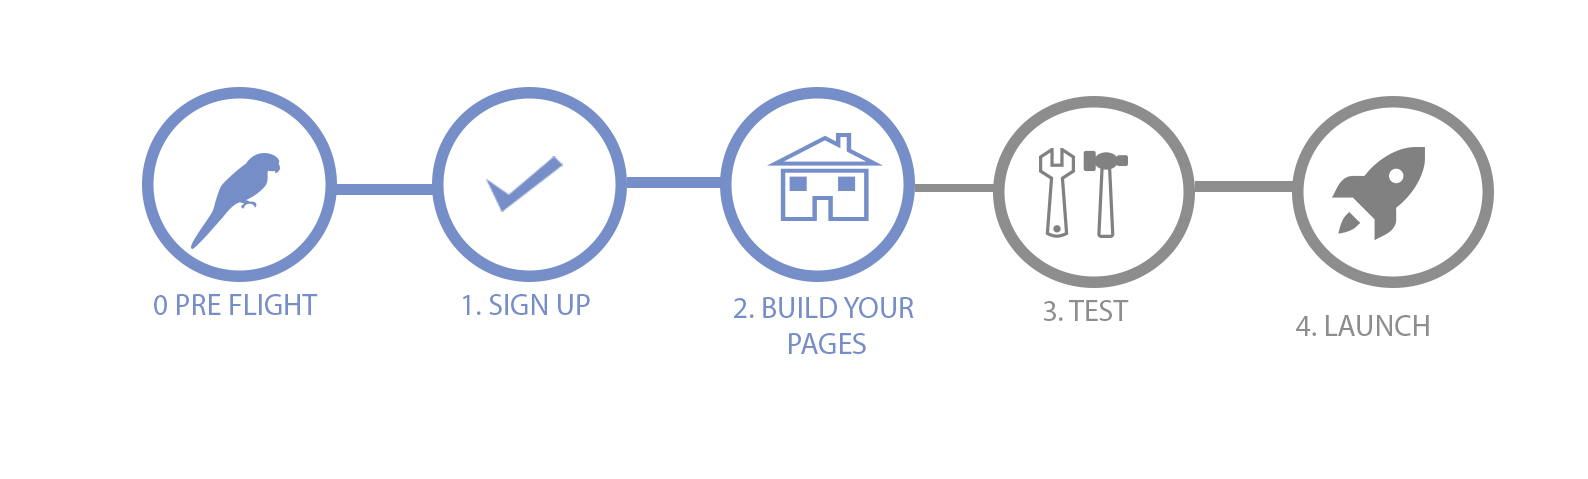 0 PRE FLIGHT
1. SIGN UP
2. BUILD YOUR
PAGES
3. TEST
4. LAUNCH